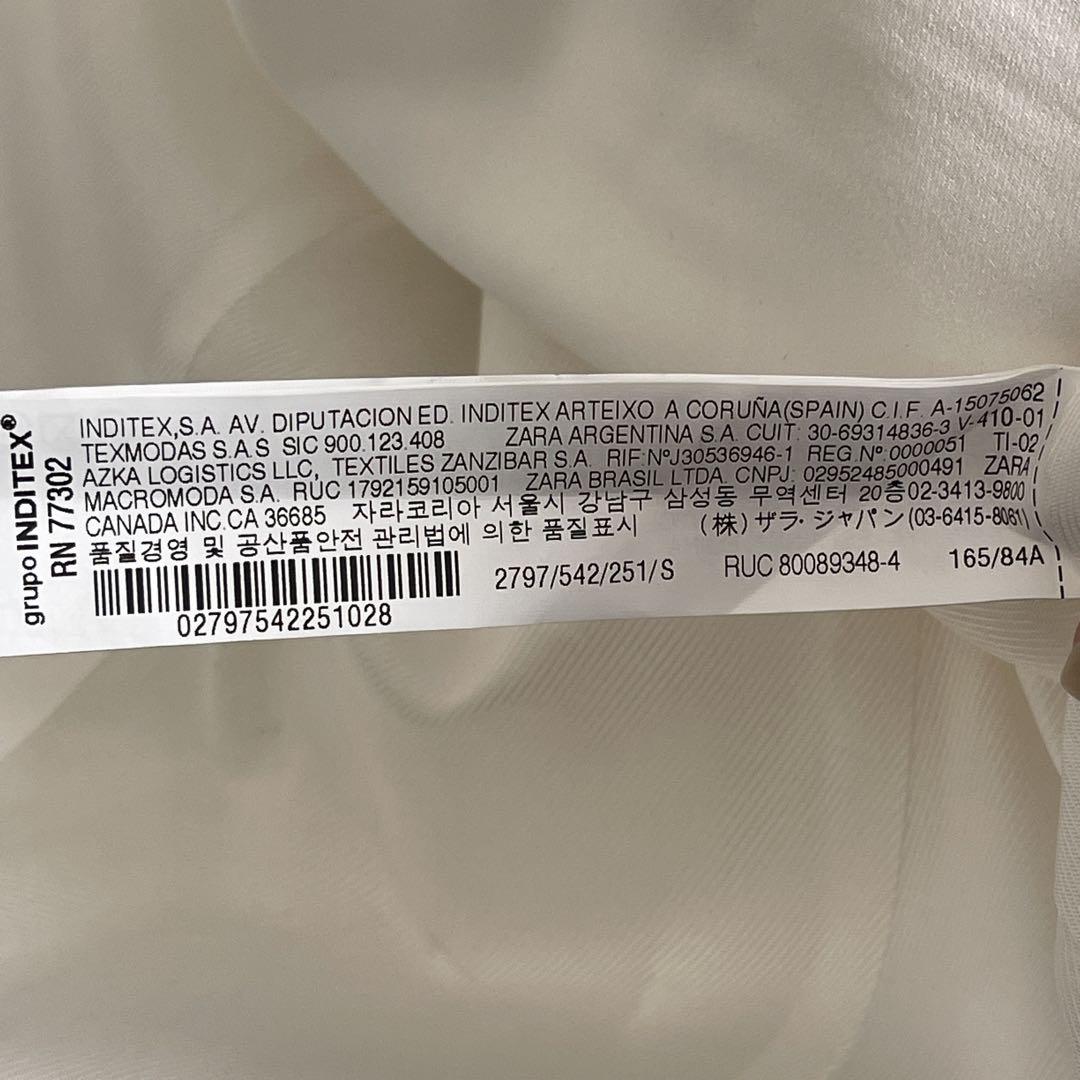 grupo INDITEX®
RN 77302
INDITEX,S.A. AV. DIPUTACION ED. INDITEX ARTEIXO A CORUÑA(SPAIN) C.I.F. A-15075062
TEXMODAS S.A.S SIC 900.123.408 ZARA ARGENTINA S.A. CUIT: 30-69314836-3 V-410-01
AZKA LOGISTICS LLC, TEXTILES ZANZIBAR S.A. RIF:NºJ30536946-1 REG.Nº:0000051 TI-02
MACROMODA S.A. RUC 1792159105001 ZARA BRASIL LTDA. CNPJ: 02952485000491 ZARA
CANADA INC.CA 36685 자라코리아 서울시 강남구 삼성동 무역센터 20층02-3413-9800
품질경영 및 공산품안전 관리법에 의한 품질표시 (株)ザラ・ジャパン(03-6415-8061)
2797/542/251/S RUC 80089348-4 165/84A
02797542251028